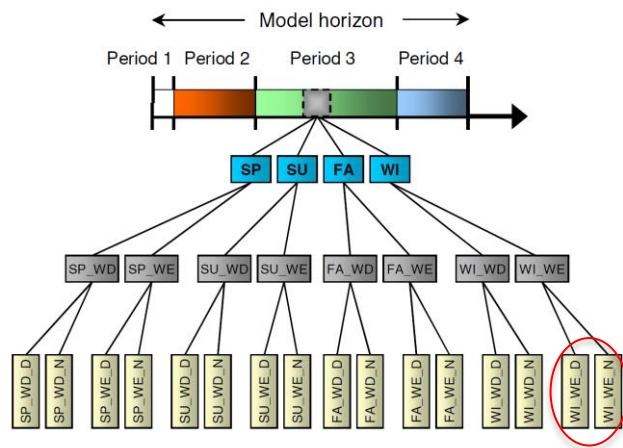 Model horizon
Period 1 Period 2 Period 3 Period 4
SP SU FA WI
SP_WD SP_WE SU_WD SU_WE FA_WD FA_WE WI_WD WI_WE
SP_WD_D SP_WD_N SP_WE_D SP_WE_N SU_WD_D SU_WD_N SU_WE_D SU_WE_N FA_WD_D FA_WD_N FA_WE_D FA_WE_N WI_WD_D WI_WD_N WI_WE_D WI_WE_N